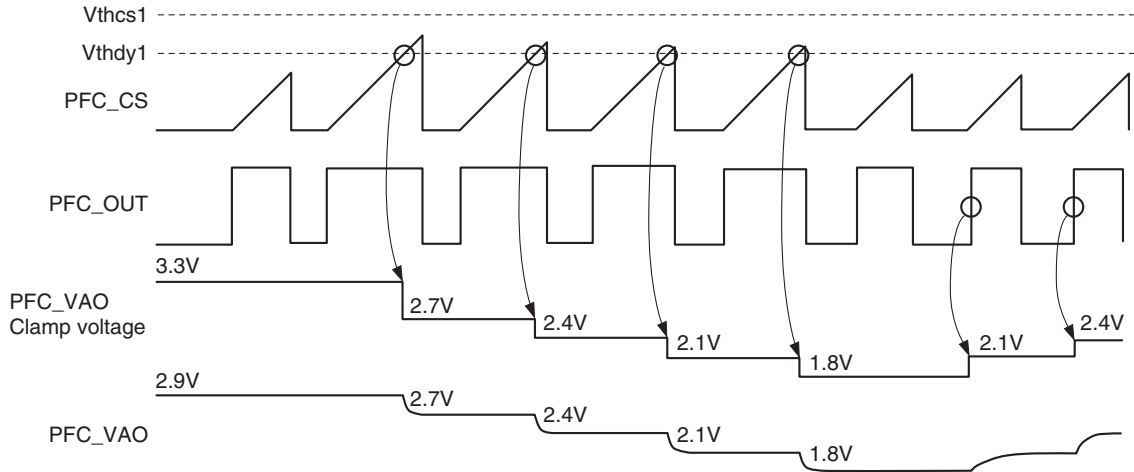 Vthcs1
Vthdy1
PFC_CS
PFC_OUT
3.3V
PFC_VAO
Clamp voltage
2.7V
2.4V
2.1V
1.8V
2.1V
2.4V
2.9V
PFC_VAO
2.7V
2.4V
2.1V
1.8V